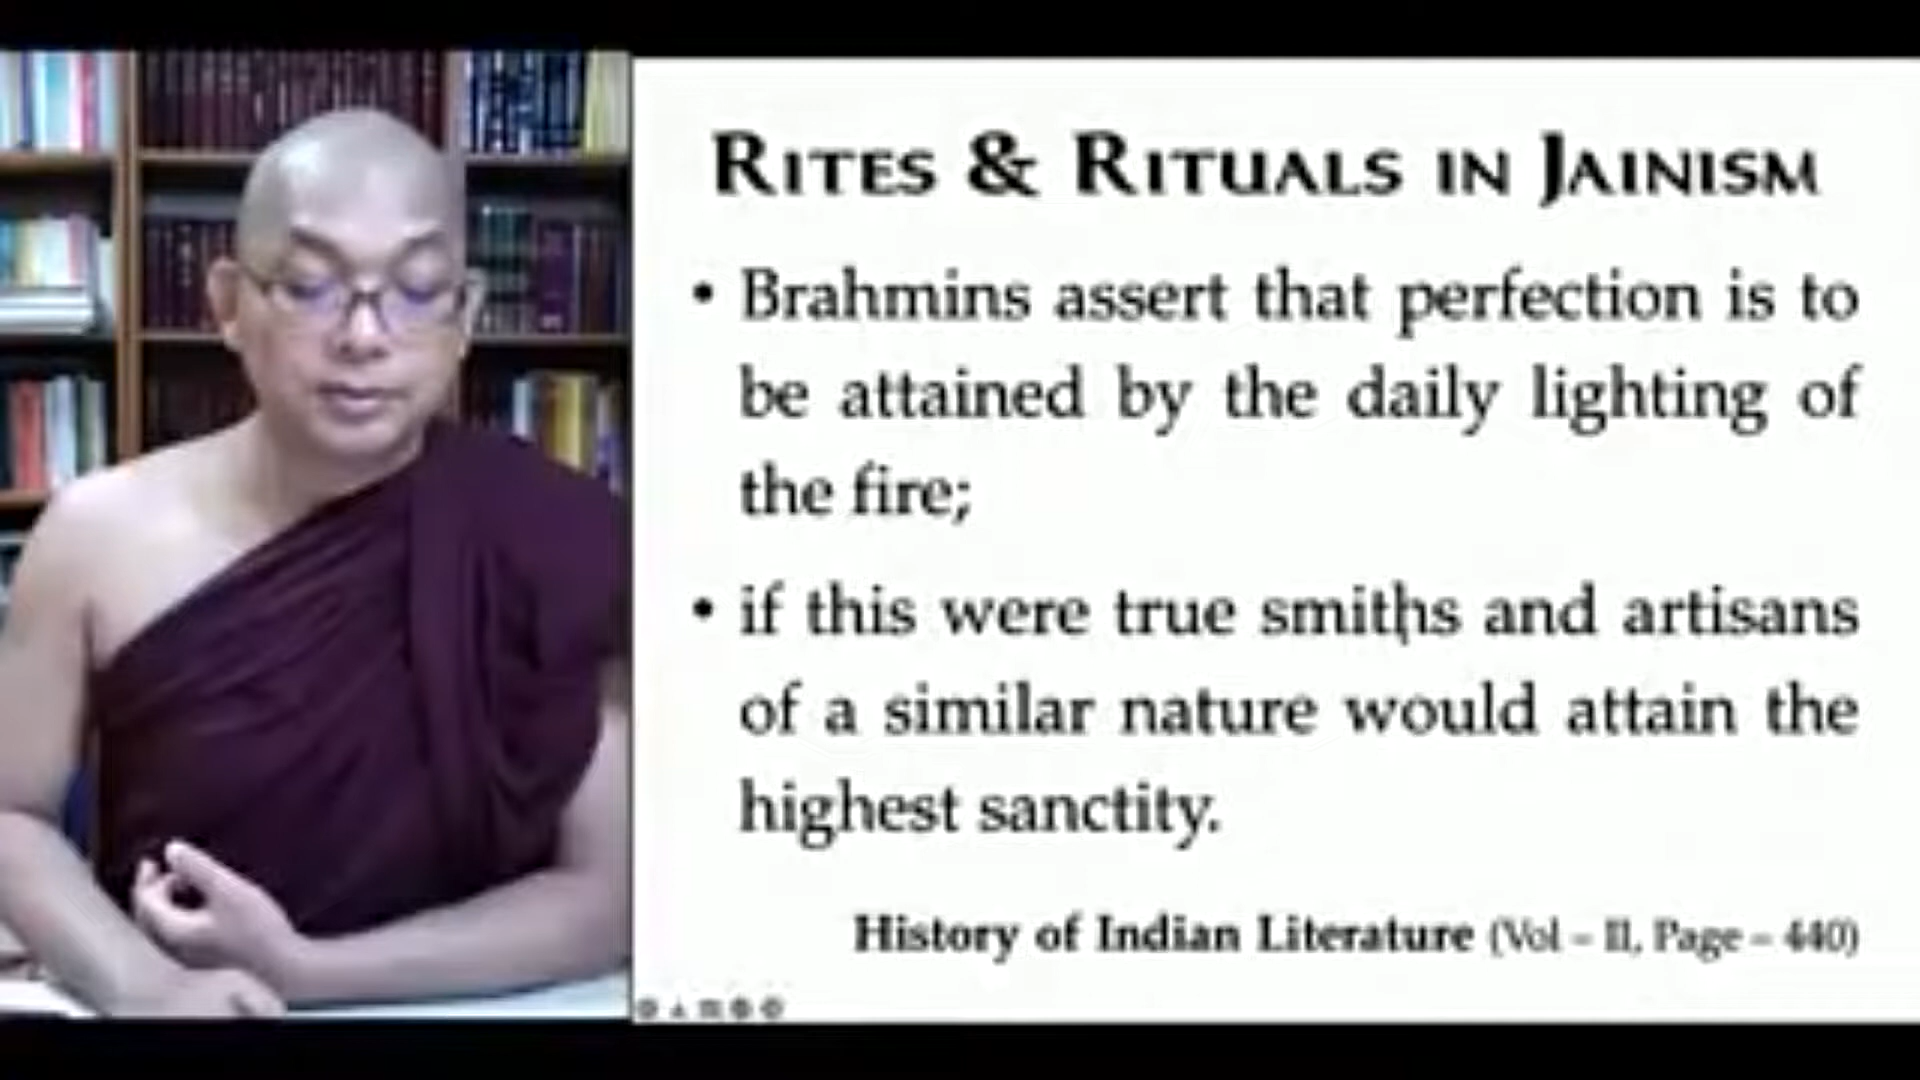 RITES & RITUALS IN JAINISM
• Brahmins assert that perfection is to
be attained by the daily lighting of
the fire;
• if this were true smiths and artisans
of a similar nature would attain the
highest sanctity.
History of Indian Literature (Vol – II, Page – 440)